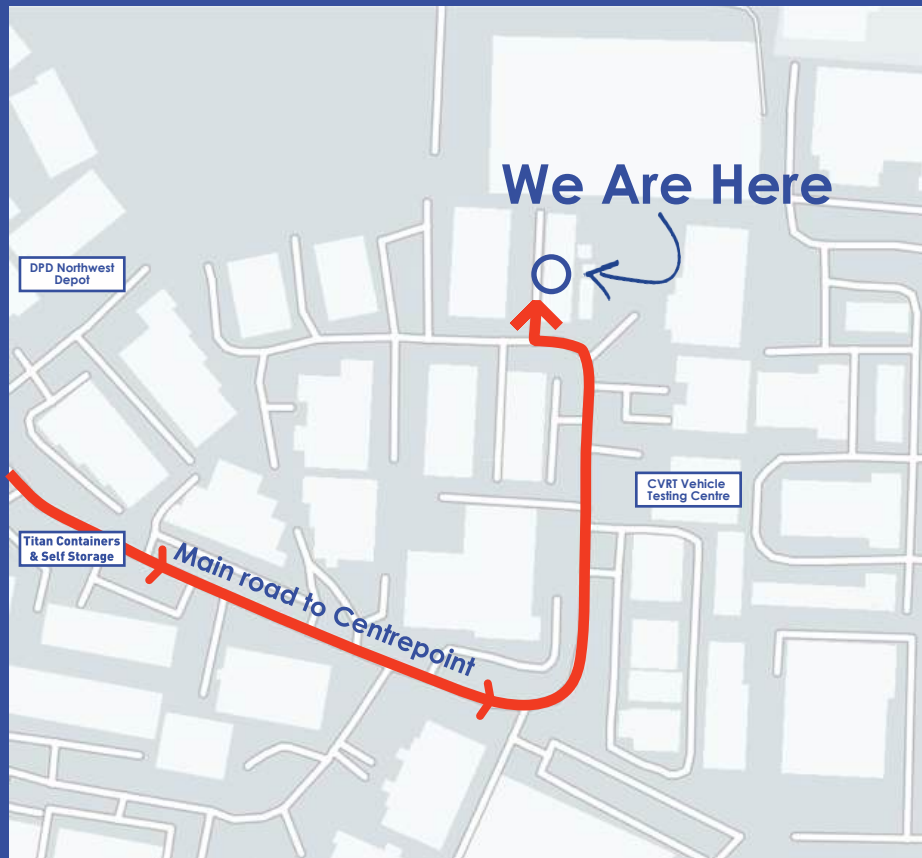 We Are Here
DPD Northwest
Depot
CVRT Vehicle
Testing Centre
Titan Containers
& Self Storage
Main road to Centrepoint